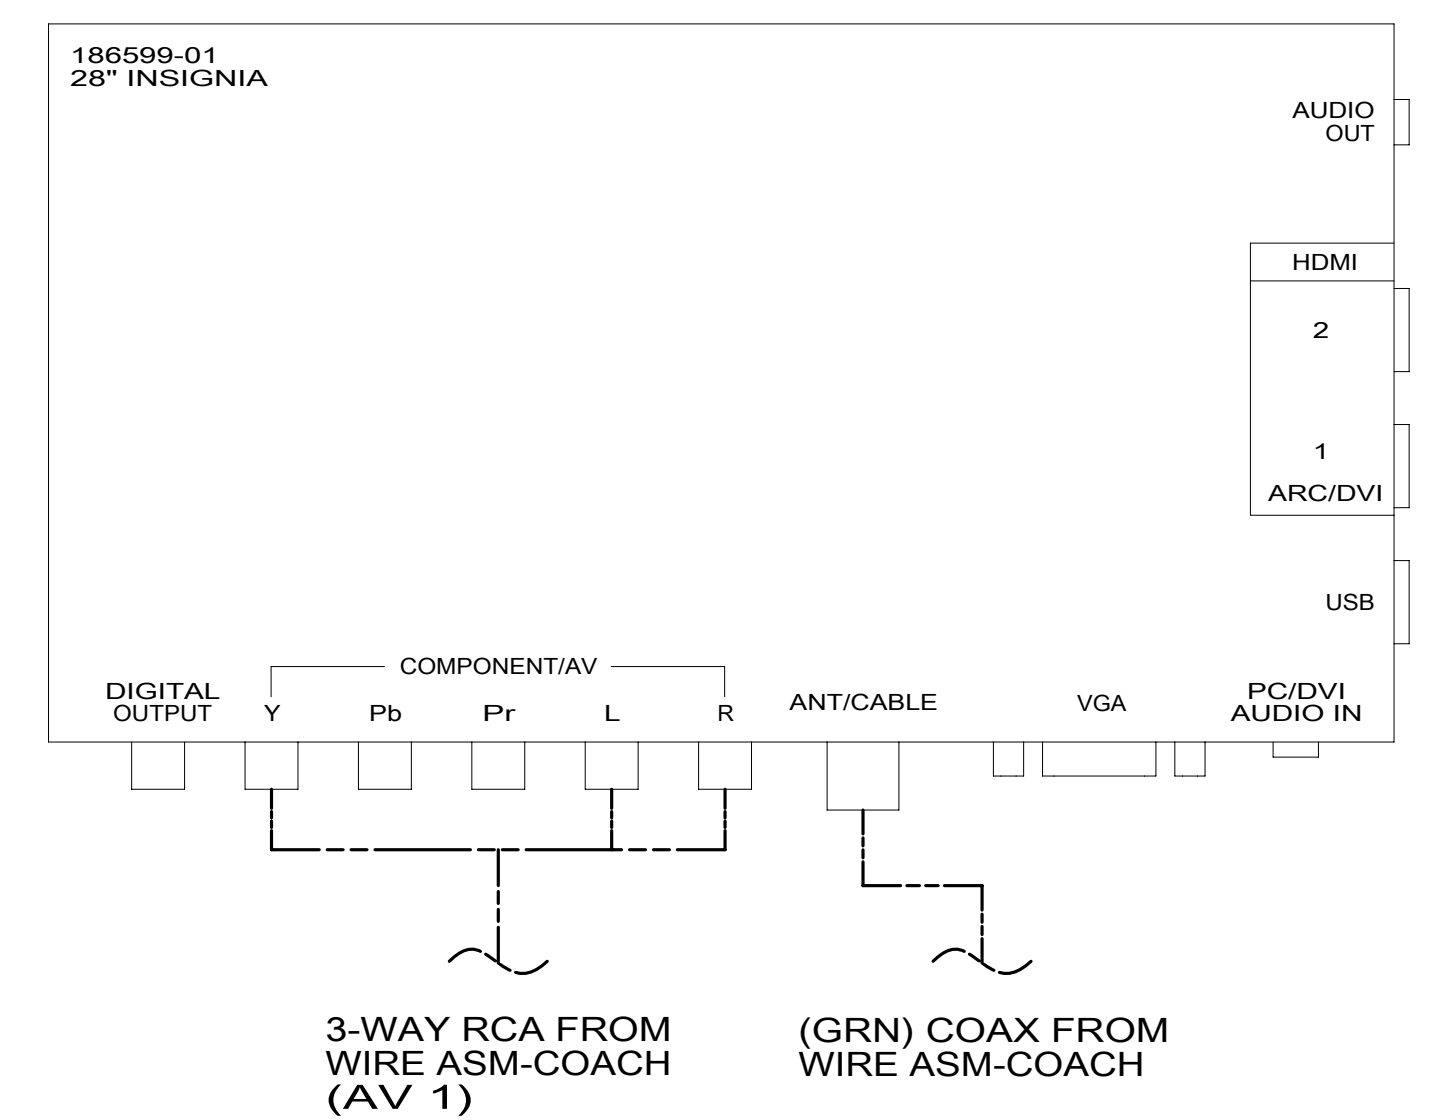 186599-01
28" INSIGNIA
AUDIO
OUT
HDMI
2
1
ARC/DVI
USB
COMPONENT/AV
DIGITAL
OUTPUT
Y
Pb
Pr
L
R
ANT/CABLE
VGA
PC/DVI
AUDIO IN
3-WAY RCA FROM
WIRE ASM-COACH
(AV 1)
(GRN) COAX FROM
WIRE ASM-COACH